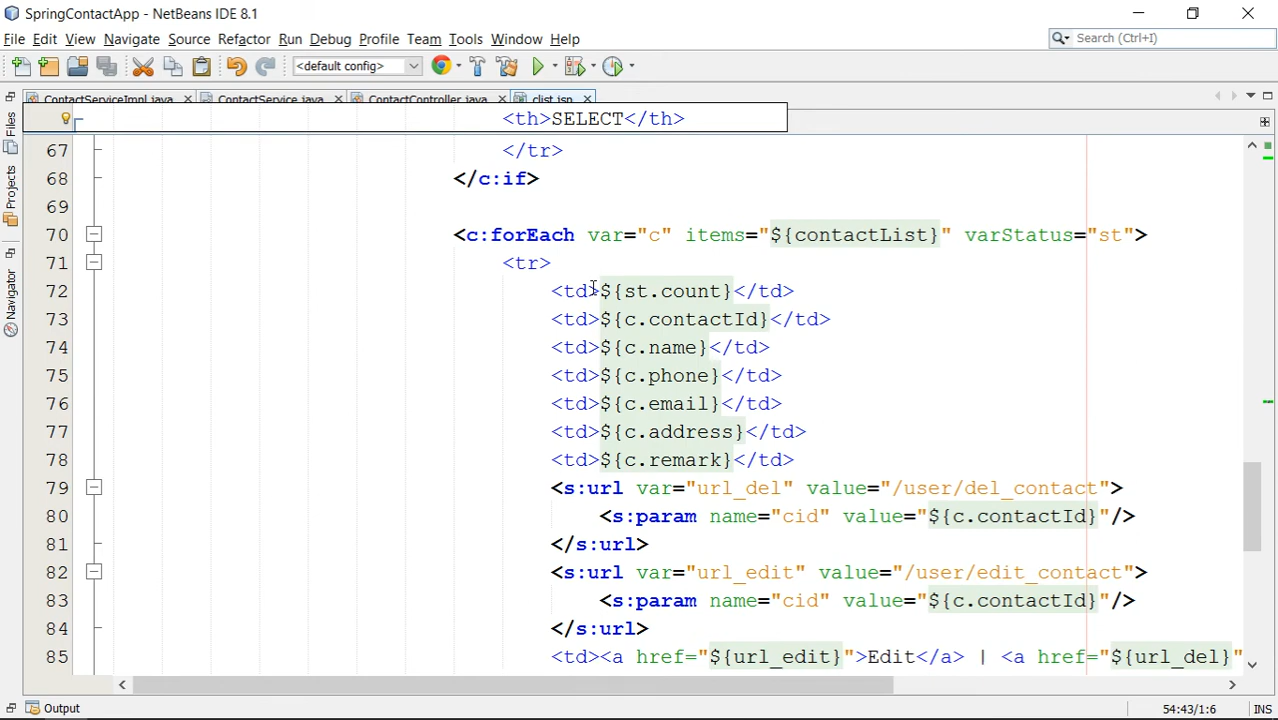 SpringContactApp - NetBeans IDE 8.1
File Edit View Navigate Source Refactor Run Debug Profile Team Tools Window Help
Search (Ctrl+I)
<default config>
ContactServiceImpl.java ContactService.java ContactController.java clist.jsp
<th>SELECT</th>
67 </tr>
68 </c:if>
69
70 <c:forEach var="c" items="${contactList}" varStatus="st">
71 <tr>
72 <td>${st.count}</td>
73 <td>${c.contactId}</td>
74 <td>${c.name}</td>
75 <td>${c.phone}</td>
76 <td>${c.email}</td>
77 <td>${c.address}</td>
78 <td>${c.remark}</td>
79 <s:url var="url_del" value="/user/del_contact">
80 <s:param name="cid" value="${c.contactId}"/>
81 </s:url>
82 <s:url var="url_edit" value="/user/edit_contact">
83 <s:param name="cid" value="${c.contactId}"/>
84 </s:url>
85 <td><a href="${url_edit}">Edit</a> | <a href="${url_del}"
Files
Projects
Navigator
Output
54:43/1:6 INS